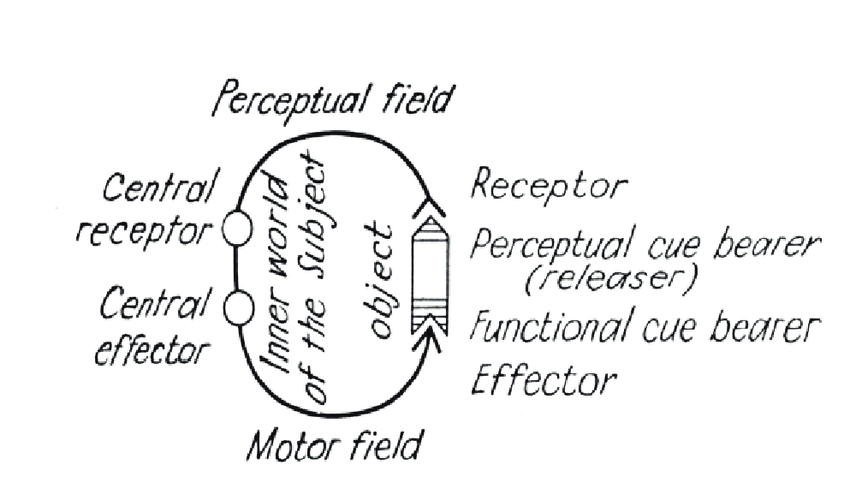 Perceptual field
Central
receptor
Central
effector
Inner world
of the Subject
object
Receptor
Perceptual cue bearer
(releaser)
Functional cue bearer
Effector
Motor field